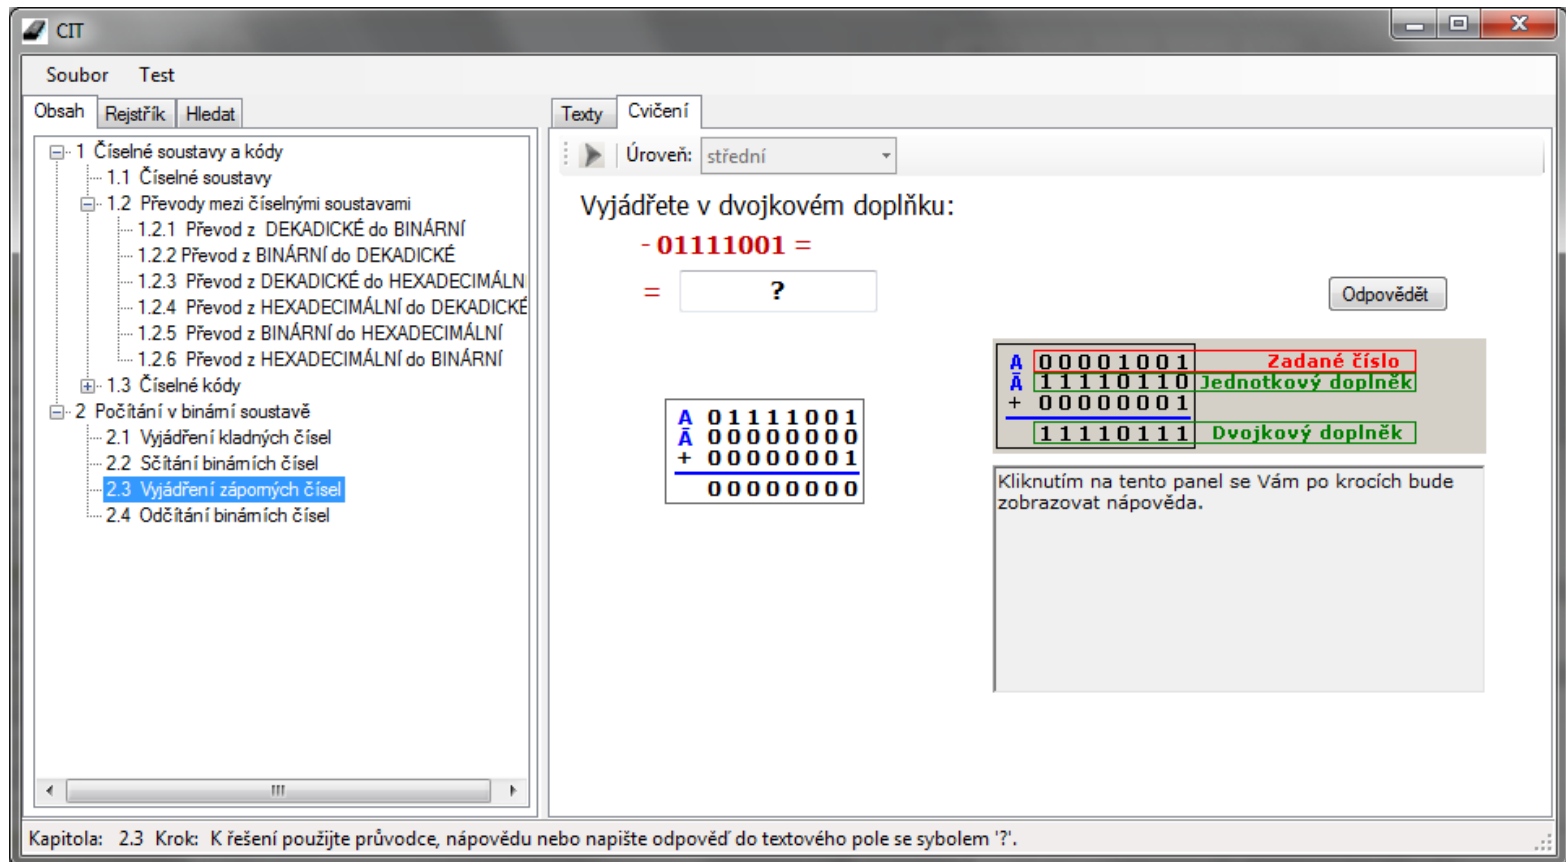 CIT
Soubor Test
Obsah Rejstřík Hledat
1 Číselné soustavy a kódy
1.1 Číselné soustavy
1.2 Převody mezi číselnými soustavami
1.2.1 Převod z DEKADICKÉ do BINÁRNÍ
1.2.2 Převod z BINÁRNÍ do DEKADICKÉ
1.2.3 Převod z DEKADICKÉ do HEXADECIMÁLN
1.2.4 Převod z HEXADECIMÁLNÍ do DEKADICKÉ
1.2.5 Převod z BINÁRNÍ do HEXADECIMÁLNÍ
1.2.6 Převod z HEXADECIMÁLNÍ do BINÁRNÍ
1.3 Číselné kódy
2 Počítání v binární soustavě
2.1 Vyjádření kladných čísel
2.2 Sčítání binárních čísel
2.3 Vyjádření záporných čísel
2.4 Odčítání binárních čísel
Texty Cvičení
Úroveň: střední
Vyjádřete v dvojkovém doplňku:
- 01111001 =
= ?
Odpovědět
A 01111001
Ā 00000000
+ 00000001
00000000
A 00001001 Zadané číslo
Ā 11110110 Jednotkový doplněk
+ 00000001
11110111 Dvojkový doplněk
Kliknutím na tento panel se Vám po krocích bude
zobrazovat nápověda.
Kapitola: 2.3 Krok: K řešení použijte průvodce, nápovědu nebo napište odpověď do textového pole se sybolem '?'.